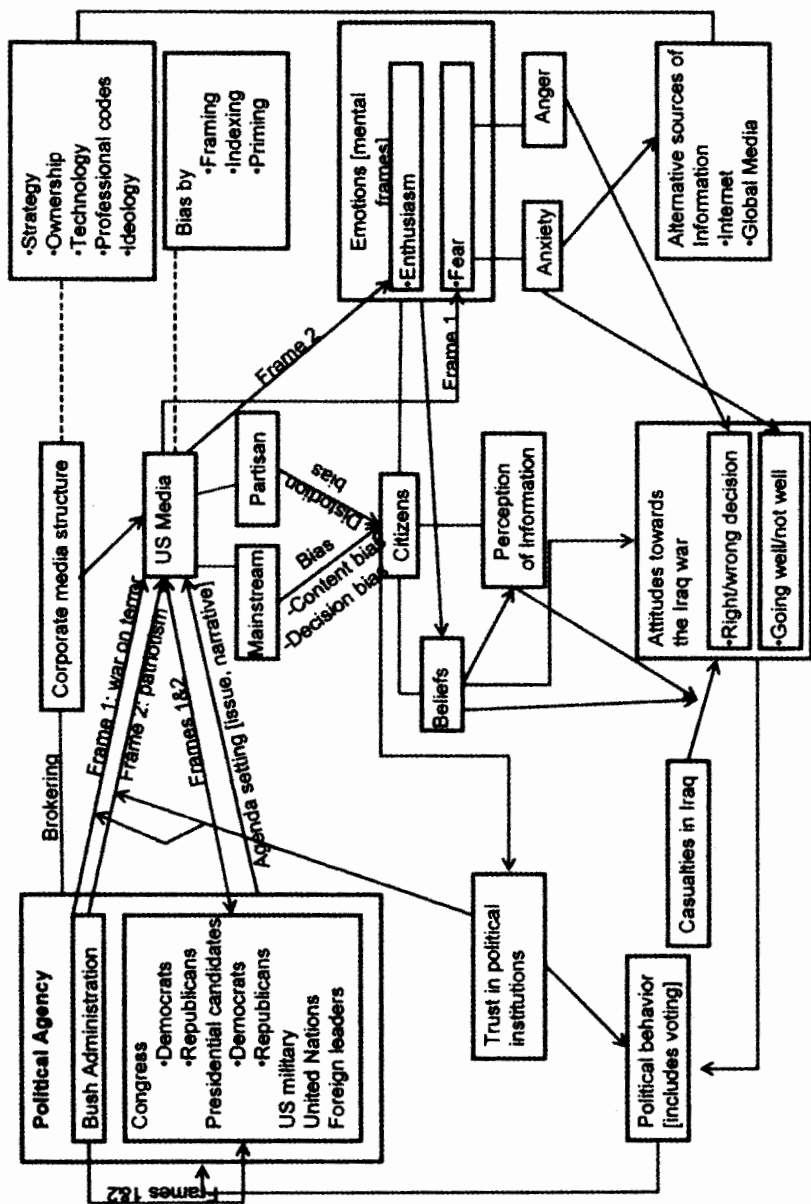 Political Agency
Bush Administration
Congress
•Democrats
•Republicans
Presidential candidates
•Democrats
•Republicans
US military
United Nations
Foreign leaders
Frames 1&2
Brokering
Frame 1: war on terror
Frame 2: patriotism
Frames 1&2
Agenda setting [issue, narrative]
Corporate media structure
•Strategy
•Ownership
•Technology
•Professional codes
•Ideology
US Media
Bias by
•Framing
•Indexing
•Priming
Mainstream
Partisan
Bias
-Content bias
-Decision bias
Distortion
bias
Frame 2
Frame 1
Citizens
Emotions [mental
frames]
•Enthusiasm
•Fear
Anxiety
Anger
Beliefs
Perception
of Information
Alternative sources of
Information
•Internet
•Global Media
Trust in political
institutions
Casualties in Iraq
Attitudes towards
the Iraq war
•Right/wrong decision
•Going well/not well
Political behavior
[includes voting]